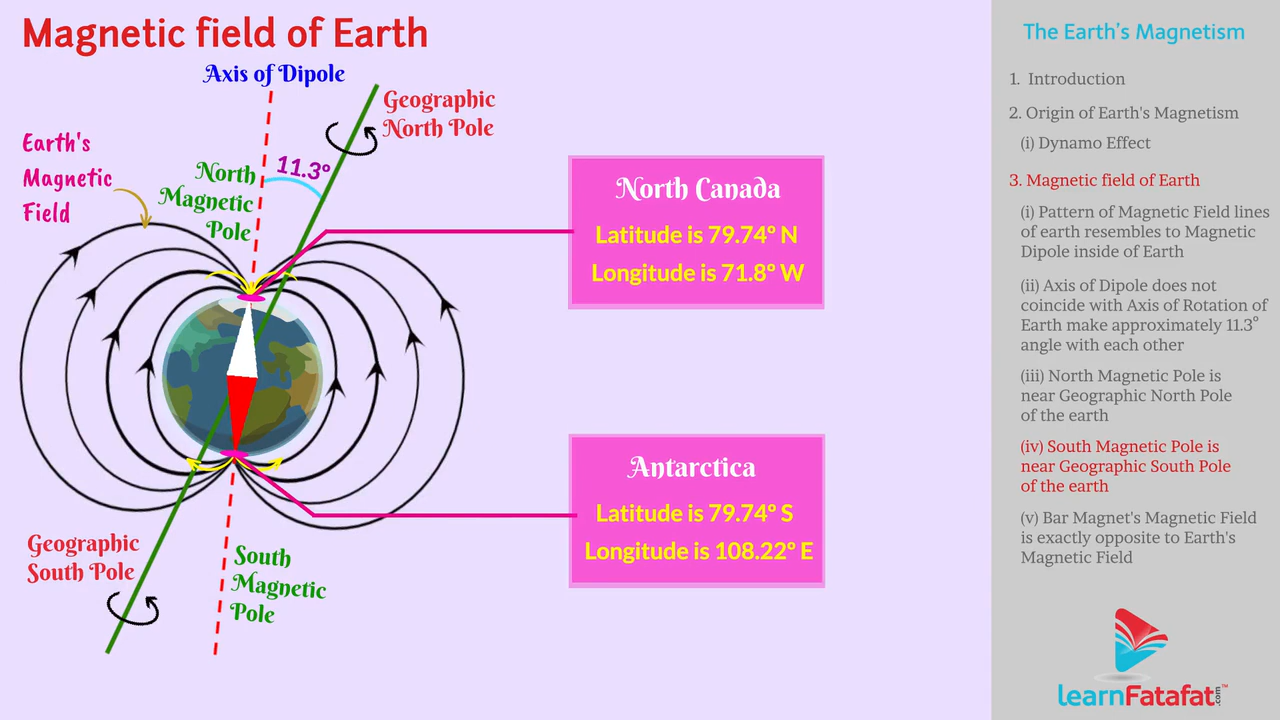 Magnetic field of Earth
Axis of Dipole
Geographic
North Pole
Earth's
Magnetic
Field
North
Magnetic
Pole
11.3°
North Canada
Latitude is 79.74° N
Longitude is 71.8° W
Antarctica
Latitude is 79.74° S
Longitude is 108.22° E
Geographic
South Pole
South
Magnetic
Pole
The Earth's Magnetism
1. Introduction
2. Origin of Earth's Magnetism
(i) Dynamo Effect
3. Magnetic field of Earth
(i) Pattern of Magnetic Field lines
of earth resembles to Magnetic
Dipole inside of Earth
(ii) Axis of Dipole does not
coincide with Axis of Rotation of
Earth make approximately 11.3°
angle with each other
(iii) North Magnetic Pole is
near Geographic North Pole
of the earth
(iv) South Magnetic Pole is
near Geographic South Pole
of the earth
(v) Bar Magnet's Magnetic Field
is exactly opposite to Earth's
Magnetic Field
learnFatafat.com™